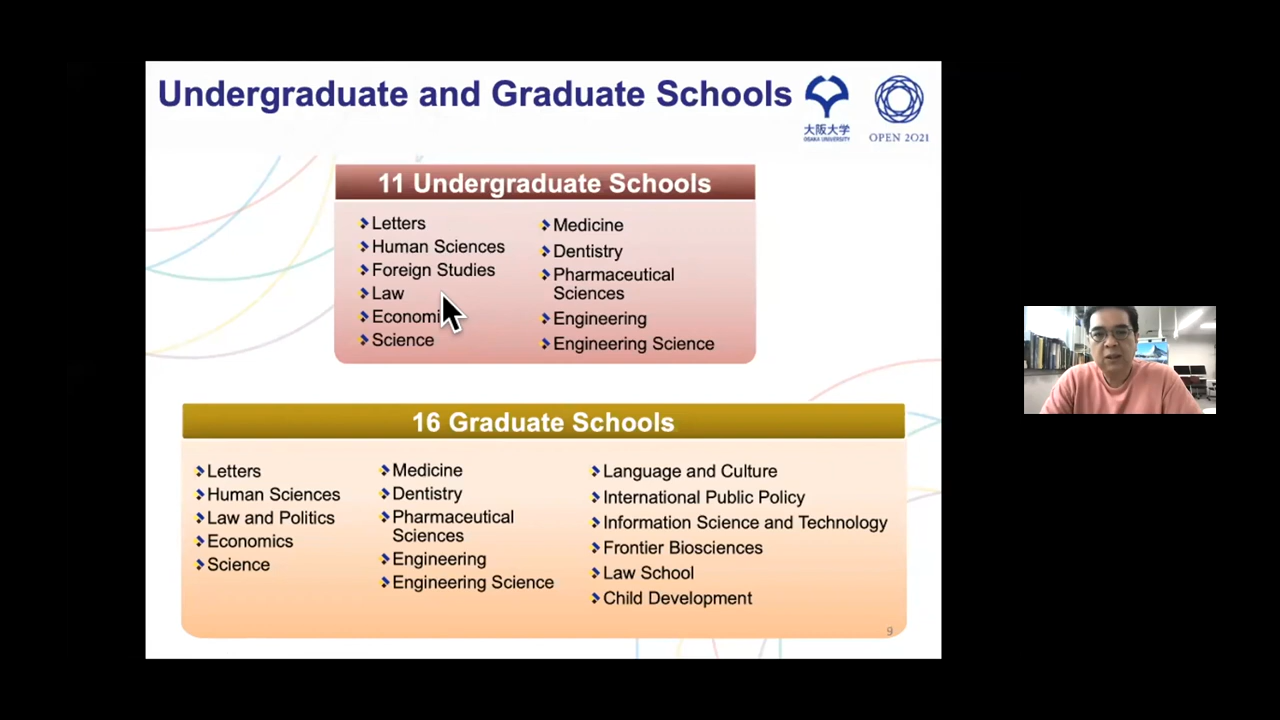 Undergraduate and Graduate Schools
大阪大学
OSAKA UNIVERSITY
OPEN 2O21
11 Undergraduate Schools
Letters
Human Sciences
Foreign Studies
Law
Economi
Science
Medicine
Dentistry
Pharmaceutical
Sciences
Engineering
Engineering Science
16 Graduate Schools
Letters
Human Sciences
Law and Politics
Economics
Science
Medicine
Dentistry
Pharmaceutical
Sciences
Engineering
Engineering Science
Language and Culture
International Public Policy
Information Science and Technology
Frontier Biosciences
Law School
Child Development
9